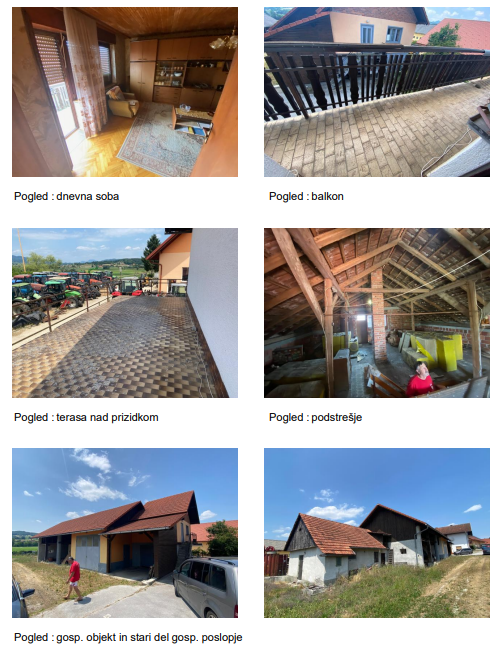 Pogled : dnevna soba
Pogled : balkon
Pogled : terasa nad prizidkom
Pogled : podstrešje
Pogled : gosp. objekt in stari del gosp. poslopje